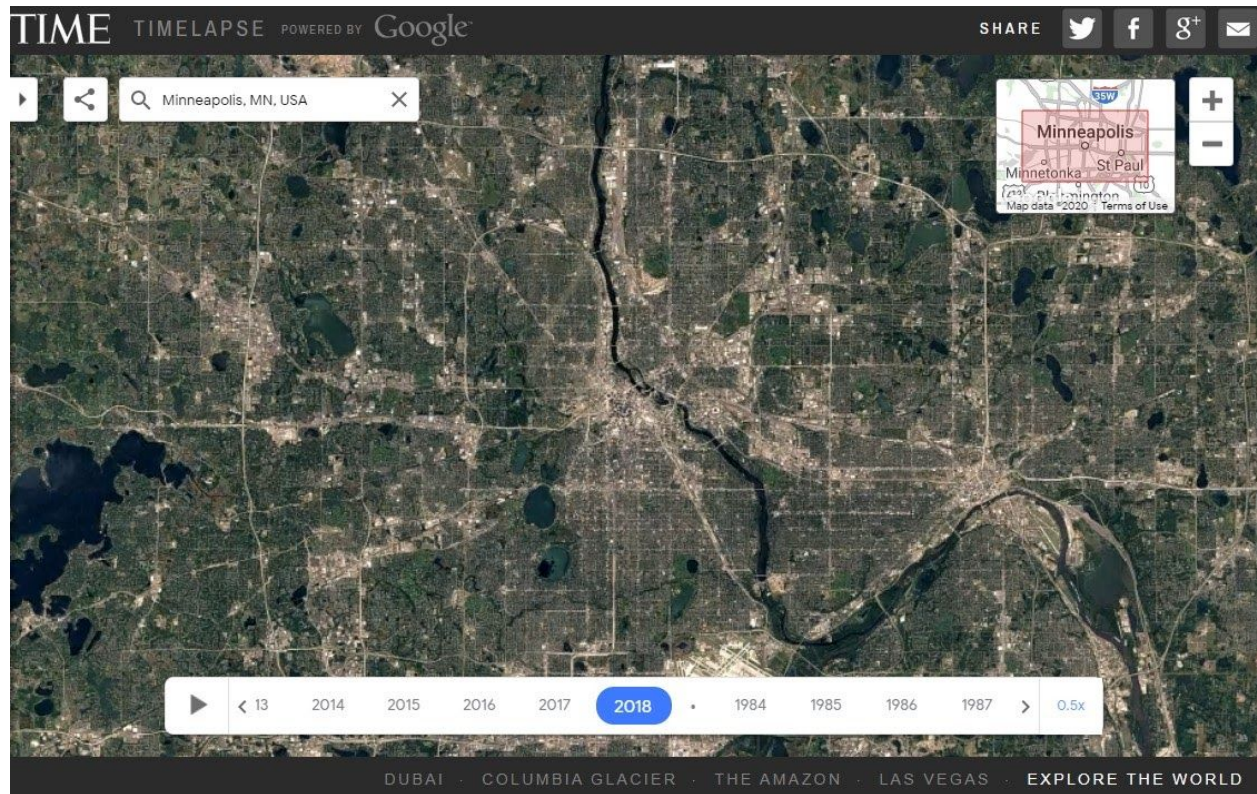 TIME TIMELAPSE POWERED BY Google SHARE
Minneapolis, MN, USA
35W
Minneapolis
St Paul
Minnetonka
Map data ©2020 Terms of Use
13 2014 2015 2016 2017 2018 1984 1985 1986 1987 0.5x
DUBAI · COLUMBIA GLACIER · THE AMAZON · LAS VEGAS · EXPLORE THE WORLD